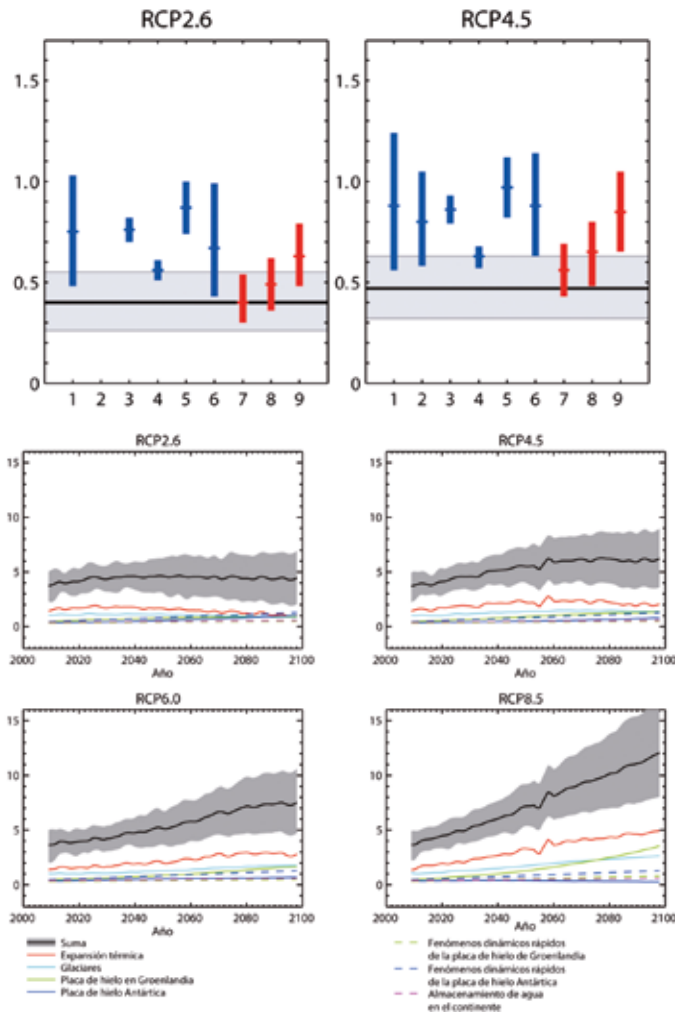 RCP2.6
RCP4.5
1.5
1.0
0.5
0
1 2 3 4 5 6 7 8 9
1.5
1.0
0.5
0
1 2 3 4 5 6 7 8 9
RCP2.6
RCP4.5
15
10
5
0
2000 2020 2040 2060 2080 2100
Año
15
10
5
0
2000 2020 2040 2060 2080 2100
Año
RCP6.0
RCP8.5
15
10
5
0
2000 2020 2040 2060 2080 2100
Año
15
10
5
0
2000 2020 2040 2060 2080 2100
Año
Suma
Expansión térmica
Glaciares
Placa de hielo en Groenlandia
Placa de hielo Antártica
Fenómenos dinámicos rápidos
de la placa de hielo de Groenlandia
Fenómenos dinámicos rápidos
de la placa de hielo Antártica
Almacenamiento de agua
en el continente